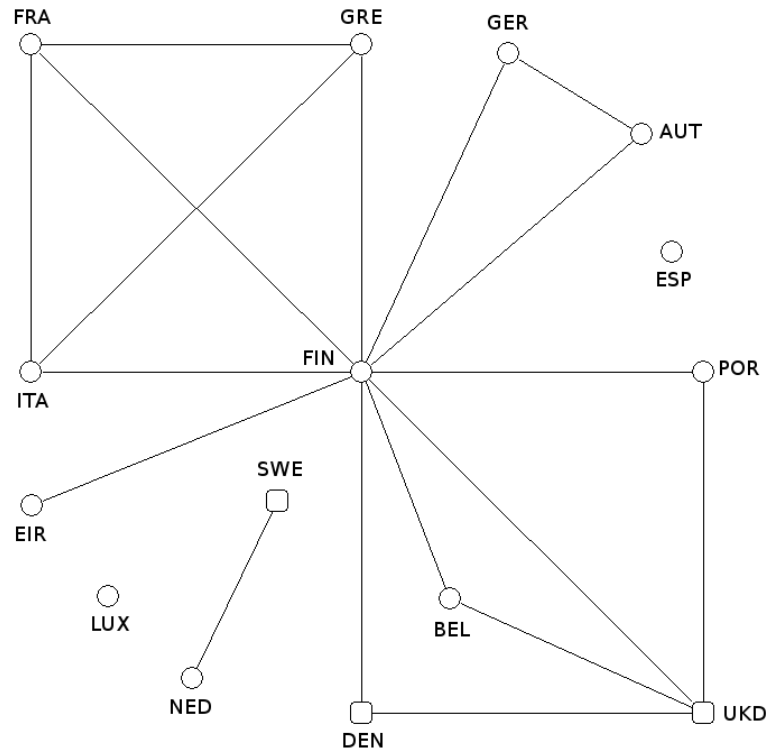 FRA
GRE
GER
AUT
ESP
FIN
POR
ITA
SWE
EIR
LUX
BEL
NED
UKD
DEN